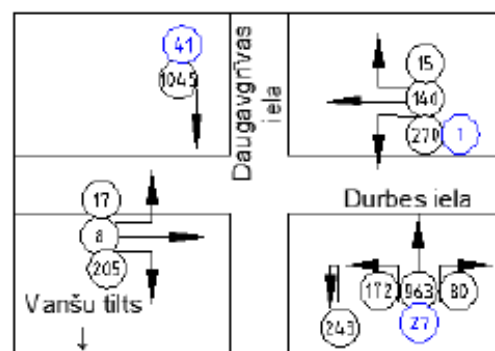 41
1045
Daugavgrīvas
iela
15
140
270 1
17
8
205
Durbes iela
Vanšu tilts
172 963 80
243 27